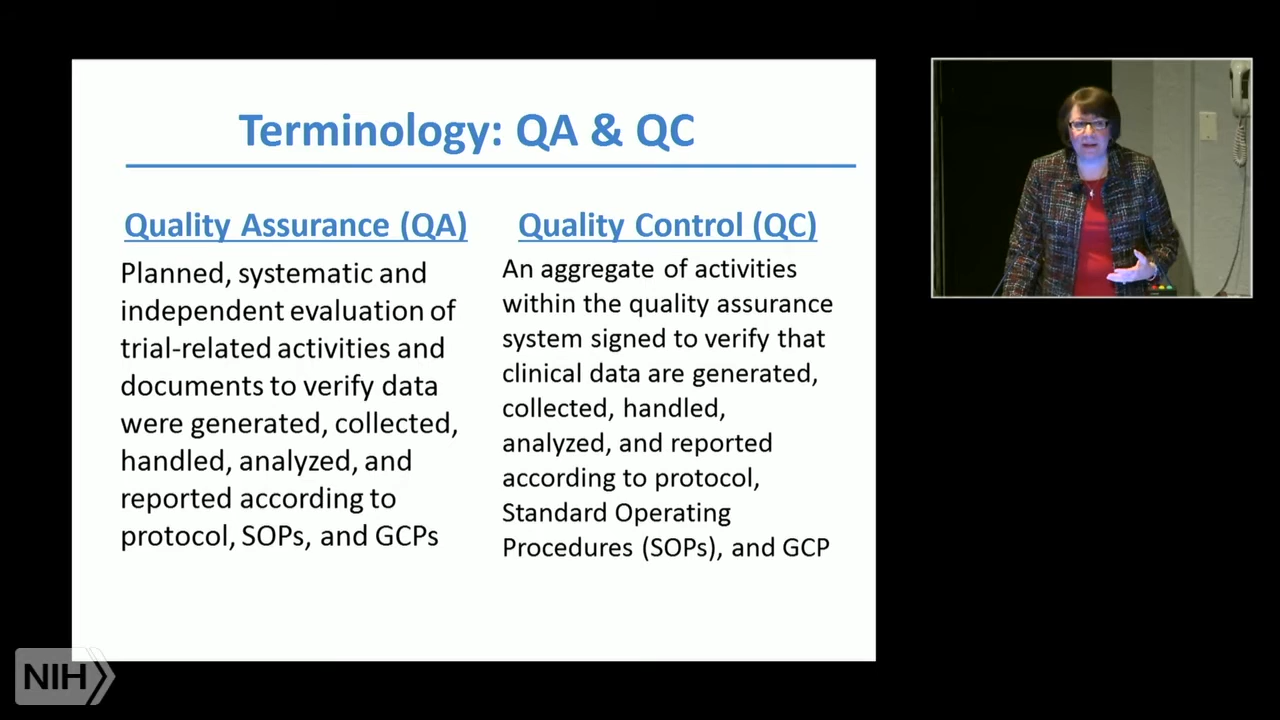 Terminology: QA & QC
Quality Assurance (QA)
Planned, systematic and
independent evaluation of
trial-related activities and
documents to verify data
were generated, collected,
handled, analyzed, and
reported according to
protocol, SOPs, and GCPs
Quality Control (QC)
An aggregate of activities
within the quality assurance
system signed to verify that
clinical data are generated,
collected, handled,
analyzed, and reported
according to protocol,
Standard Operating
Procedures (SOPs), and GCP
NIH